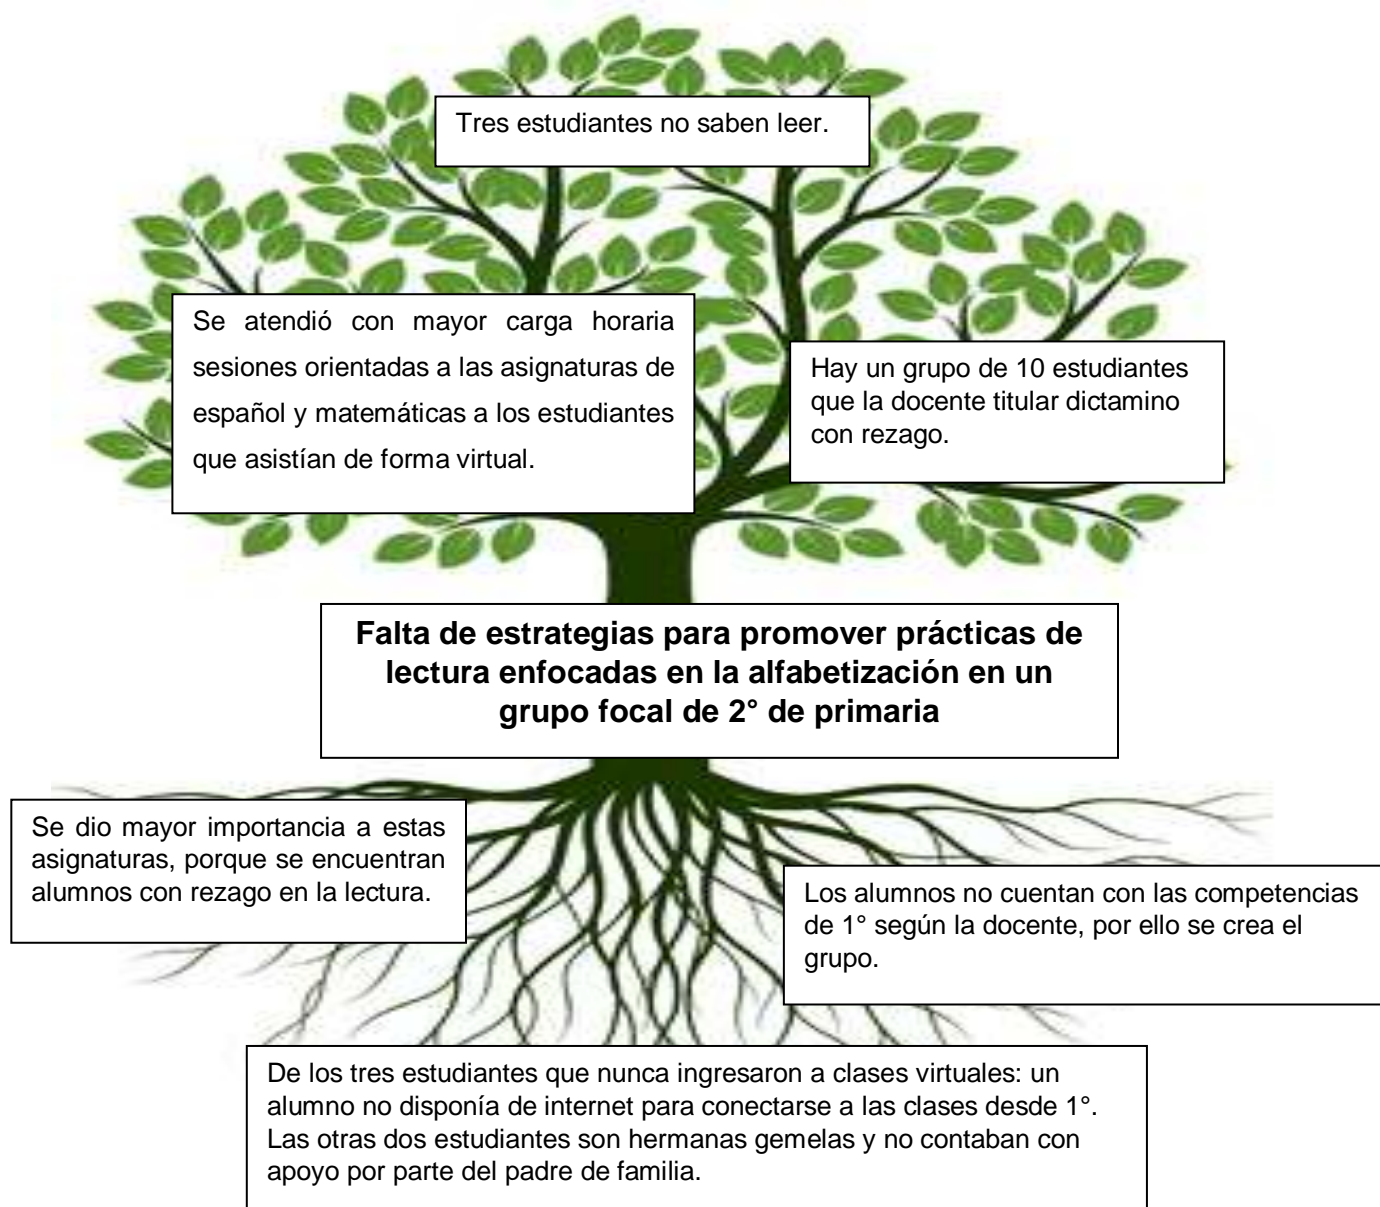 Tres estudiantes no saben leer.
Se atendió con mayor carga horaria
sesiones orientadas a las asignaturas de
español y matemáticas a los estudiantes
que asistían de forma virtual.
Hay un grupo de 10 estudiantes
que la docente titular dictamino
con rezago.
Falta de estrategias para promover prácticas de
lectura enfocadas en la alfabetización en un
grupo focal de 2° de primaria
Se dio mayor importancia a estas
asignaturas, porque se encuentran
alumnos con rezago en la lectura.
Los alumnos no cuentan con las competencias
de 1° según la docente, por ello se crea el
grupo.
De los tres estudiantes que nunca ingresaron a clases virtuales: un
alumno no disponía de internet para conectarse a las clases desde 1°.
Las otras dos estudiantes son hermanas gemelas y no contaban con
apoyo por parte del padre de familia.